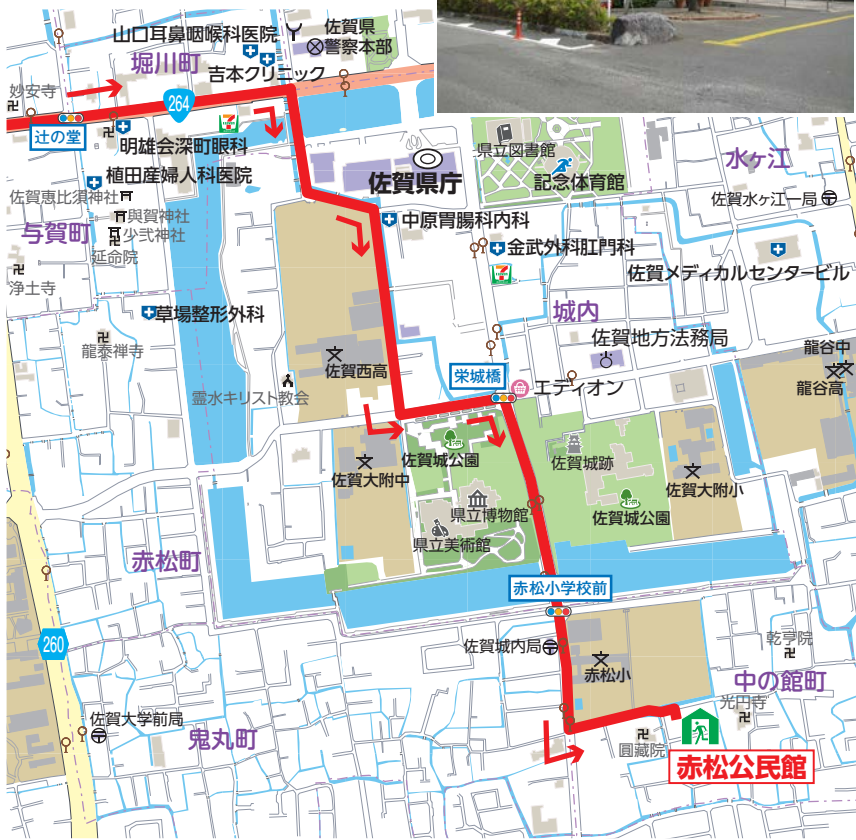 山口耳鼻咽喉科医院
佐賀県
警察本部
堀川町
吉本クリニック
妙安寺
264
辻の堂
明雄会深町眼科
植田産婦人科医院
佐賀恵比須神社
與賀神社
少弐神社
与賀町
延命院
浄土寺
佐賀県庁
県立図書館
記念体育館
水ヶ江
佐賀水ヶ江一局
中原胃腸科内科
金武外科肛門科
佐賀メディカルセンタービル
草場整形外科
城内
佐賀地方法務局
龍泰禅寺
佐賀西高
栄城橋
エディオン
龍谷中
龍谷高
霊水キリスト教会
佐賀大附中
佐賀城公園
佐賀城跡
佐賀大附小
県立博物館
佐賀城公園
県立美術館
赤松町
赤松小学校前
260
佐賀城内局
赤松小
乾亨院
中の館町
光円寺
佐賀大学前局
鬼丸町
圓藏院
赤松公民館